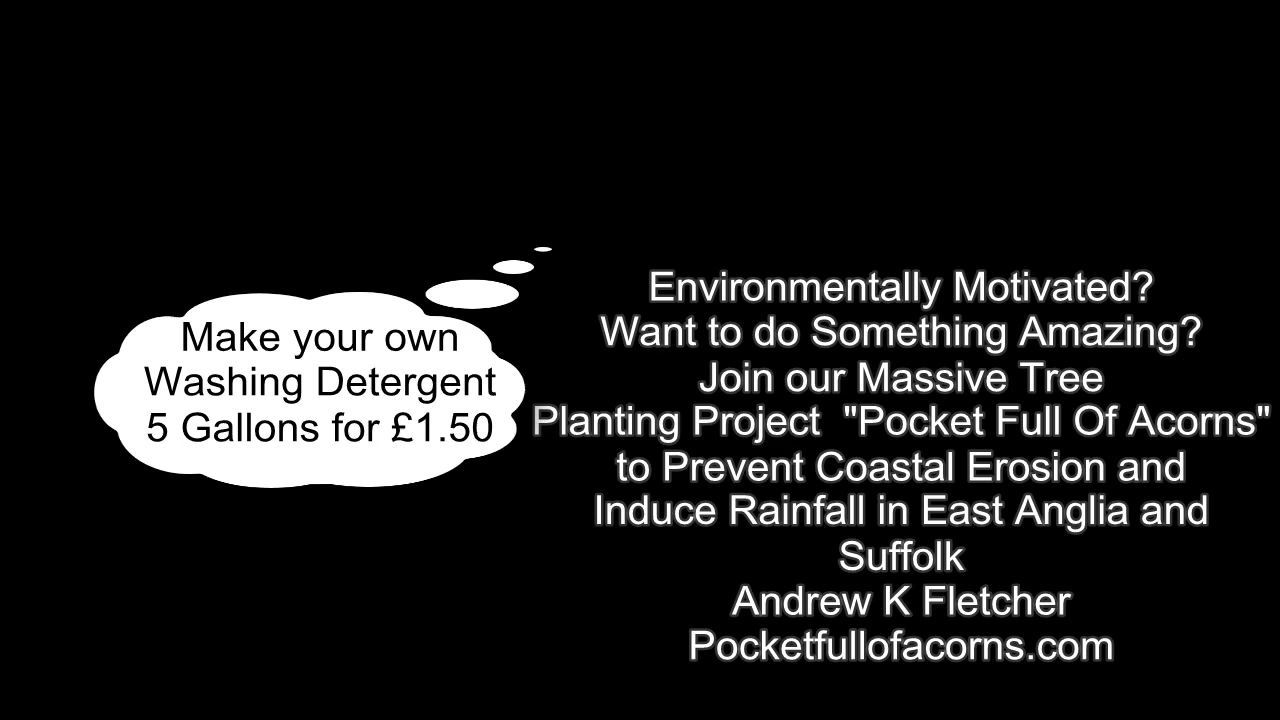 Make your own
Washing Detergent
5 Gallons for £1.50
Environmentally Motivated?
Want to do Something Amazing?
Join our Massive Tree
Planting Project  "Pocket Full Of Acorns"
to Prevent Coastal Erosion and
Induce Rainfall in East Anglia and
Suffolk
Andrew K Fletcher
Pocketfullofacorns.com